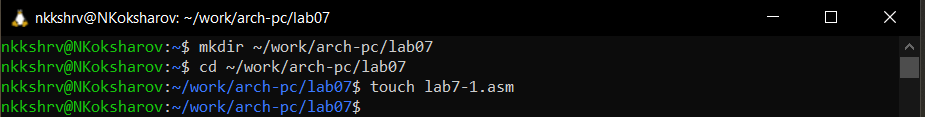 nkkshrv@NKoksharov: ~/work/arch-pc/lab07
nkkshrv@NKoksharov:~$ mkdir ~/work/arch-pc/lab07
nkkshrv@NKoksharov:~$ cd ~/work/arch-pc/lab07
nkkshrv@NKoksharov:~/work/arch-pc/lab07$ touch lab7-1.asm
nkkshrv@NKoksharov:~/work/arch-pc/lab07$